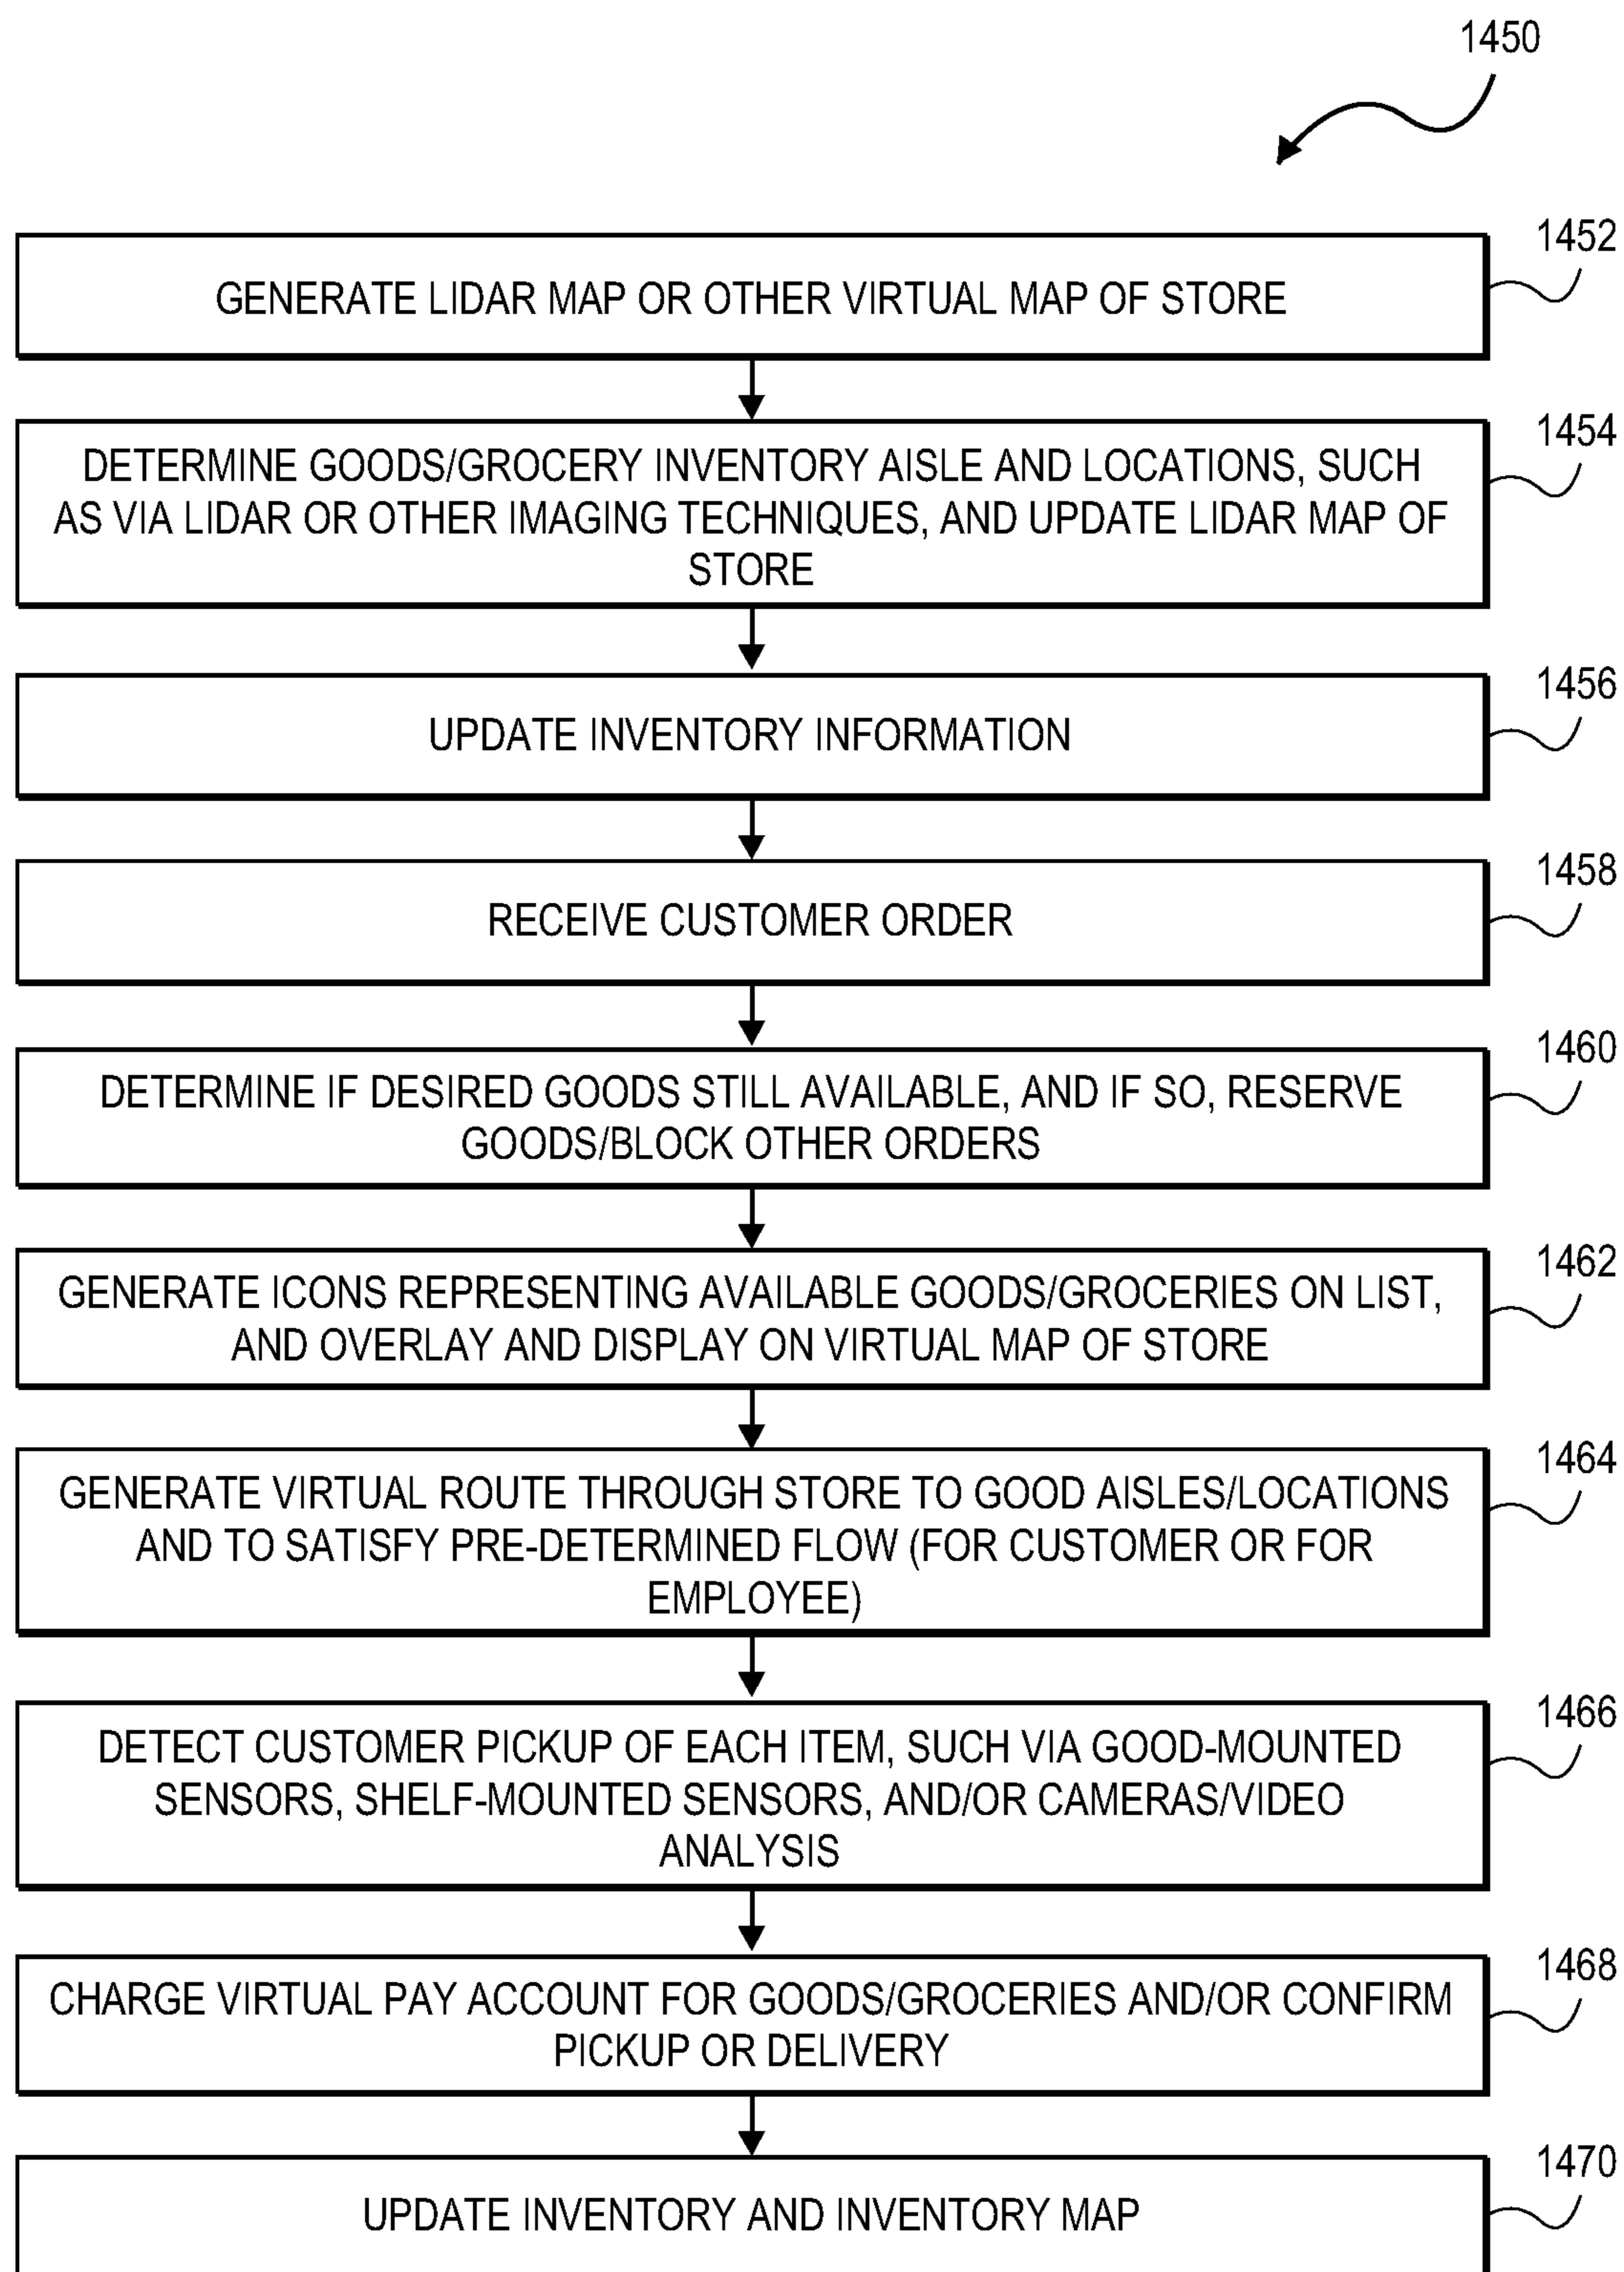 1450
1452
GENERATE LIDAR MAP OR OTHER VIRTUAL MAP OF STORE
1454
DETERMINE GOODS/GROCERY INVENTORY AISLE AND LOCATIONS, SUCH
AS VIA LIDAR OR OTHER IMAGING TECHNIQUES, AND UPDATE LIDAR MAP OF
STORE
1456
UPDATE INVENTORY INFORMATION
1458
RECEIVE CUSTOMER ORDER
1460
DETERMINE IF DESIRED GOODS STILL AVAILABLE, AND IF SO, RESERVE
GOODS/BLOCK OTHER ORDERS
1462
GENERATE ICONS REPRESENTING AVAILABLE GOODS/GROCERIES ON LIST,
AND OVERLAY AND DISPLAY ON VIRTUAL MAP OF STORE
1464
GENERATE VIRTUAL ROUTE THROUGH STORE TO GOOD AISLES/LOCATIONS
AND TO SATISFY PRE-DETERMINED FLOW (FOR CUSTOMER OR FOR
EMPLOYEE)
1466
DETECT CUSTOMER PICKUP OF EACH ITEM, SUCH VIA GOOD-MOUNTED
SENSORS, SHELF-MOUNTED SENSORS, AND/OR CAMERAS/VIDEO
ANALYSIS
1468
CHARGE VIRTUAL PAY ACCOUNT FOR GOODS/GROCERIES AND/OR CONFIRM
PICKUP OR DELIVERY
1470
UPDATE INVENTORY AND INVENTORY MAP